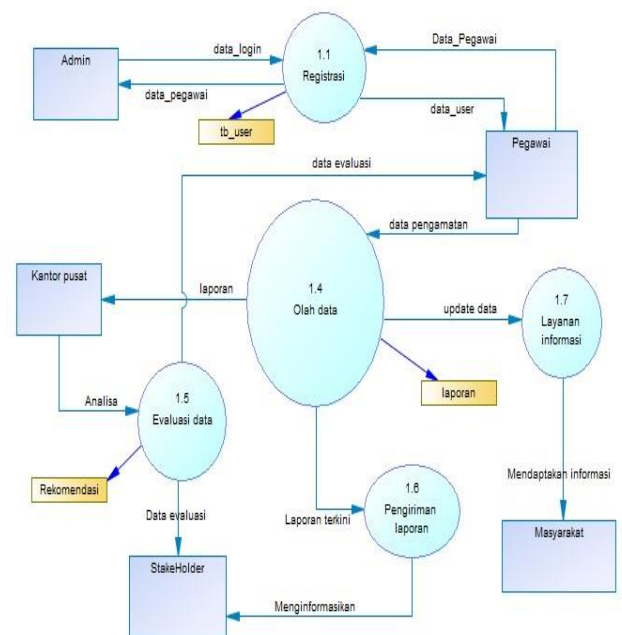 data_login
Data_Pegawai
Admin
1.1
Registrasi
data_pegawai
data_user
tb_user
Pegawai
data evaluasi
data pengamatan
Kantor pusat
laporan
1.4
Olah data
update data
1.7
Layanan
informasi
Analisa
1.5
Evaluasi data
laporan
Rekomendasi
Mendaptakan informasi
1.6
Pengiriman
laporan
Data evaluasi
Laporan terkini
Masyarakat
StakeHolder
Menginformasikan